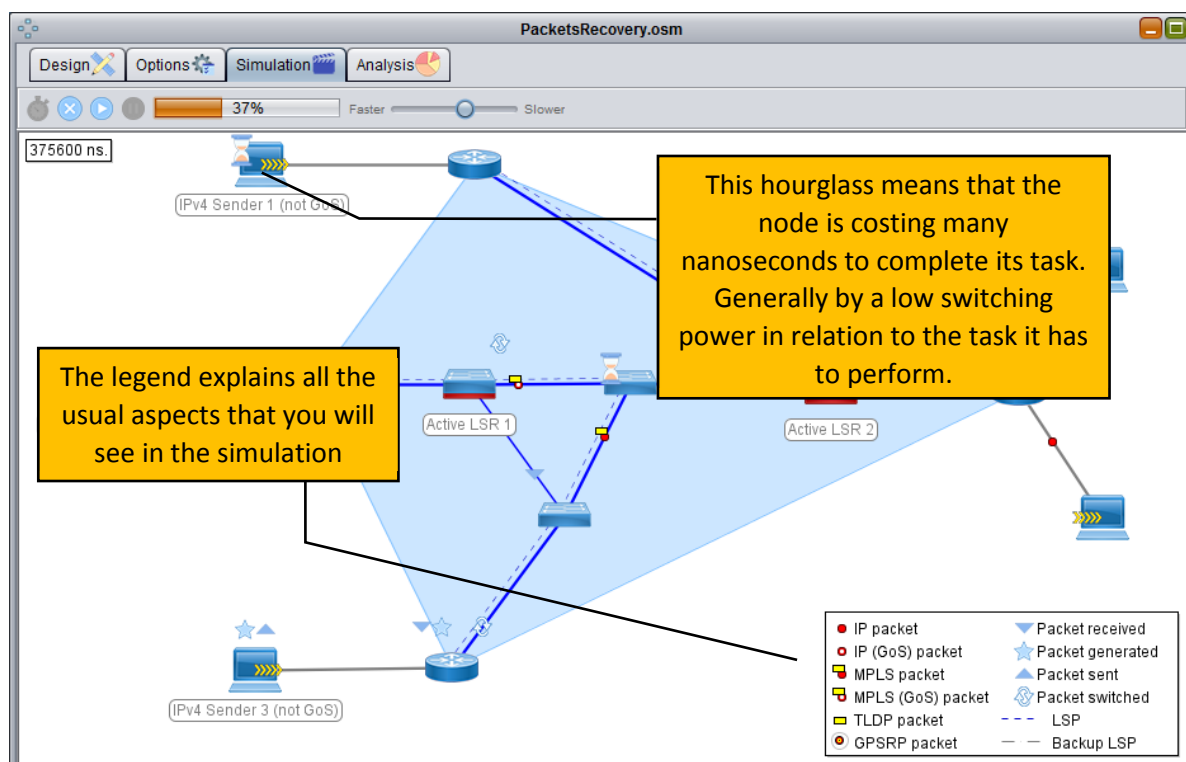 PacketsRecovery.osm
Design
Options
Simulation
Analysis
37%
Faster
Slower
375600 ns.
IPv4 Sender 1 (not GoS)
This hourglass means that the
node is costing many
nanoseconds to complete its task.
Generally by a low switching
power in relation to the task it has
to perform.
The legend explains all the
usual aspects that you will
see in the simulation
Active LSR 1
Active LSR 2
IPv4 Sender 3 (not GoS)
IP packet
IP (GoS) packet
MPLS packet
MPLS (GoS) packet
TLDP packet
GPSRP packet
Packet received
Packet generated
Packet sent
Packet switched
LSP
Backup LSP